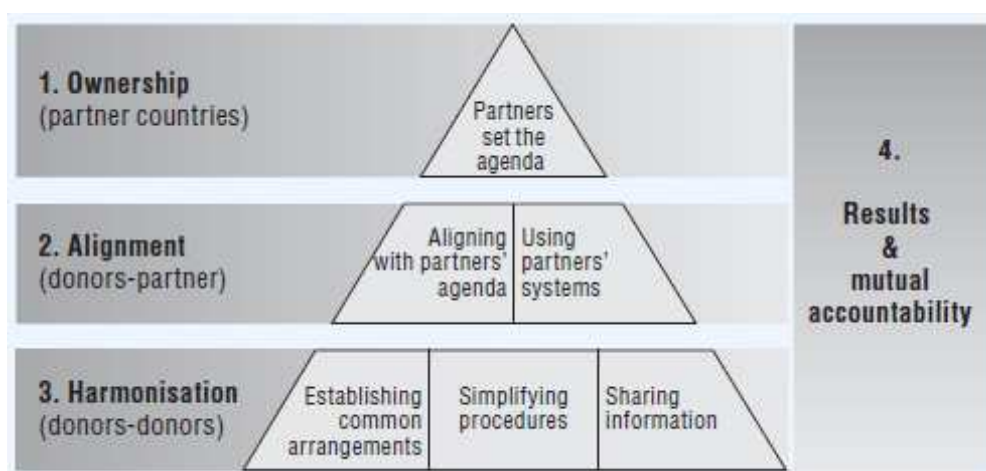 1. Ownership
(partner countries)
Partners
set the
agenda
2. Alignment
(donors-partner)
Aligning
with partners’
agenda
Using
partners’
systems
3. Harmonisation
(donors-donors)
Establishing
common
arrangements
Simplifying
procedures
Sharing
information
4.
Results
&
mutual
accountability